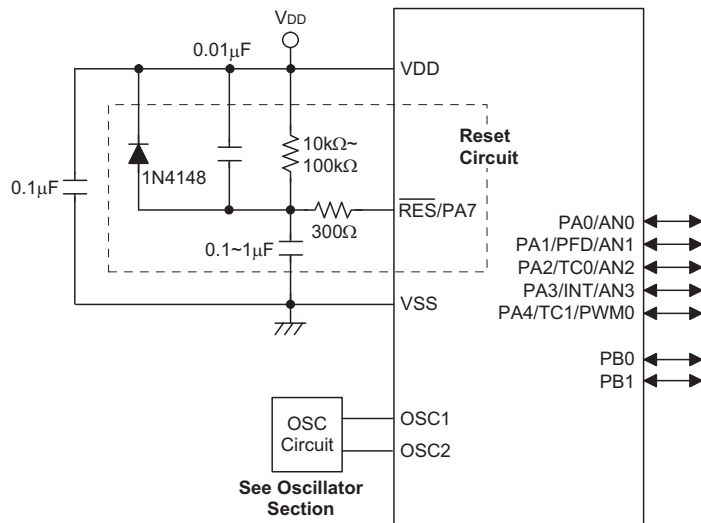 VDD
0.01μF
VDD
Reset
Circuit
10kΩ~
100kΩ
1N4148
0.1μF
RES/PA7
300Ω
0.1~1μF
VSS
PA0/AN0
PA1/PFD/AN1
PA2/TC0/AN2
PA3/INT/AN3
PA4/TC1/PWM0
PB0
PB1
OSC
Circuit
OSC1
OSC2
See Oscillator
Section